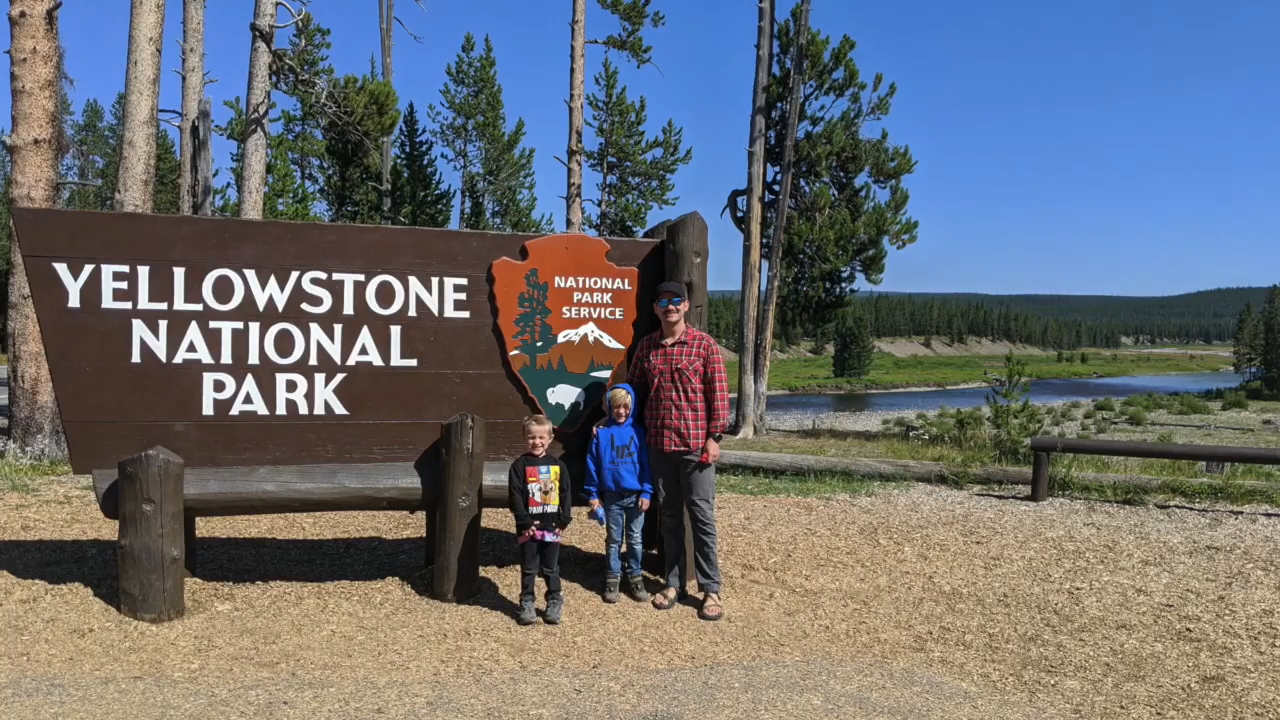 YELLOWSTONE
NATIONAL
PARK
NATIONAL
PARK
SERVICE